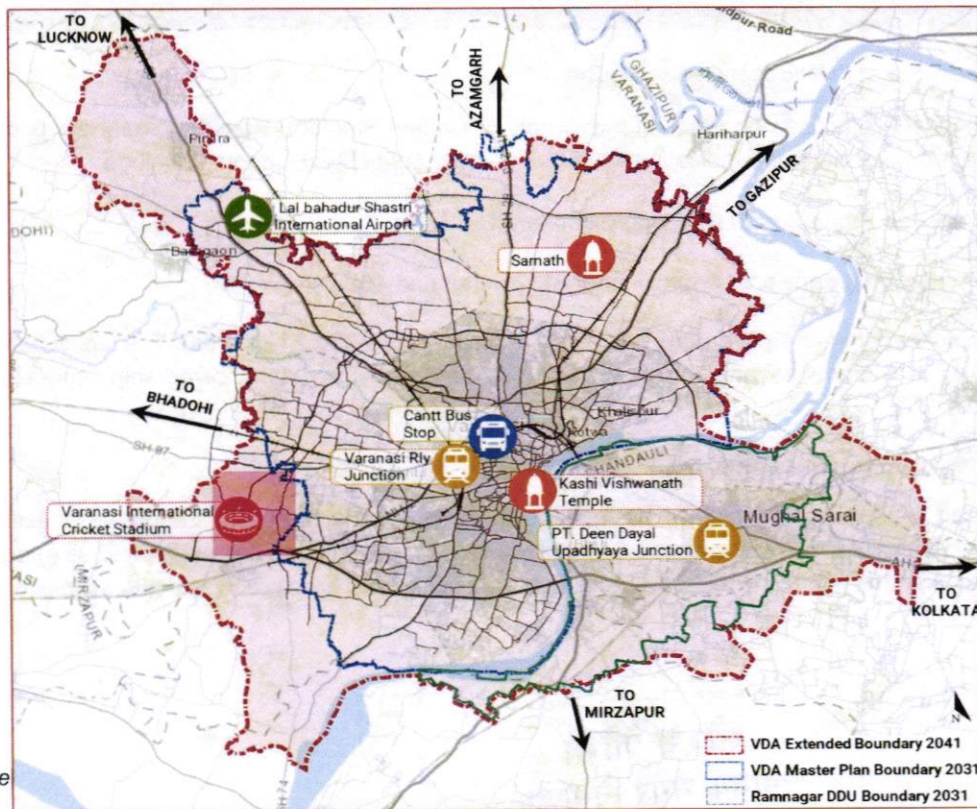 TO
LUCKNOW
TO
AZAMGARH
GHAZIPUR
VARANASI
Hariharpur
TO GAZIPUR
Pindra
Lal bahadur Shastri
International Airport
Sarnath
TO
BHADOHI
SH 87
Cantt Bus
Stop
Varanasi Rly
Junction
CHANDAULI
Kashi Vishwanath
Temple
Varanasi International
Cricket Stadium
Mughal Sarai
PT. Deen Dayal
Upadhyaya Junction
MIRZAPUR
TO
KOLKATA
TO
MIRZAPUR
SH 74
N
VDA Extended Boundary 2041
VDA Master Plan Boundary 2031
Ramnagar DDU Boundary 2031